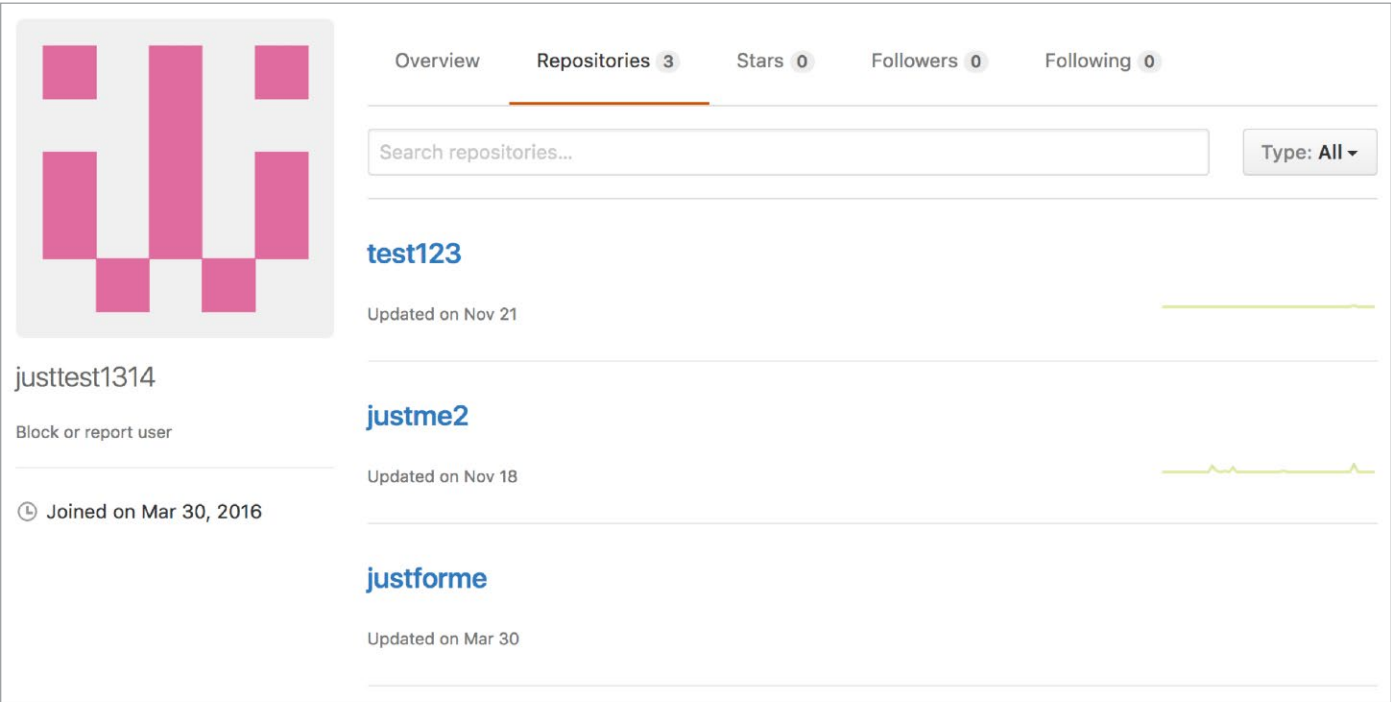 Overview Repositories 3 Stars 0 Followers 0 Following 0
Search repositories...
Type: All
test123
Updated on Nov 21
justtest1314
Block or report user
Joined on Mar 30, 2016
justme2
Updated on Nov 18
justforme
Updated on Mar 30